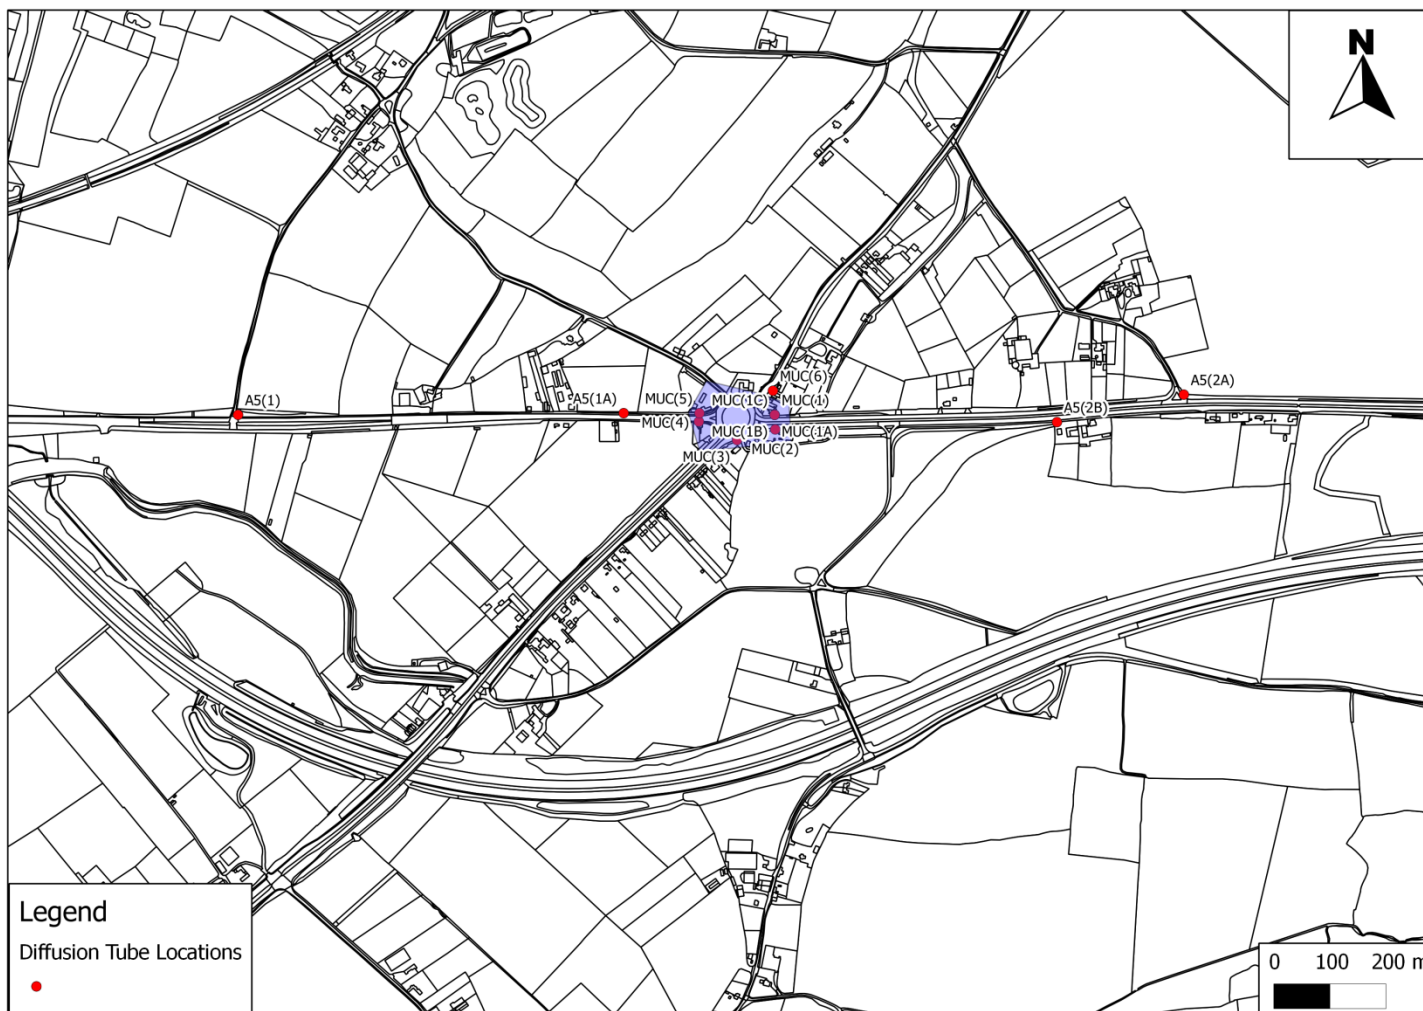 N
MUC(6)
A5(2A)
A5(1)
A5(1A)
MUC(5)
MUC(1C)
MUC(1)
A5(2B)
MUC(4)
MUC(1B)
MUC(1A)
MUC(3)
MUC(2)
Legend
Diffusion Tube Locations
0 100 200 m